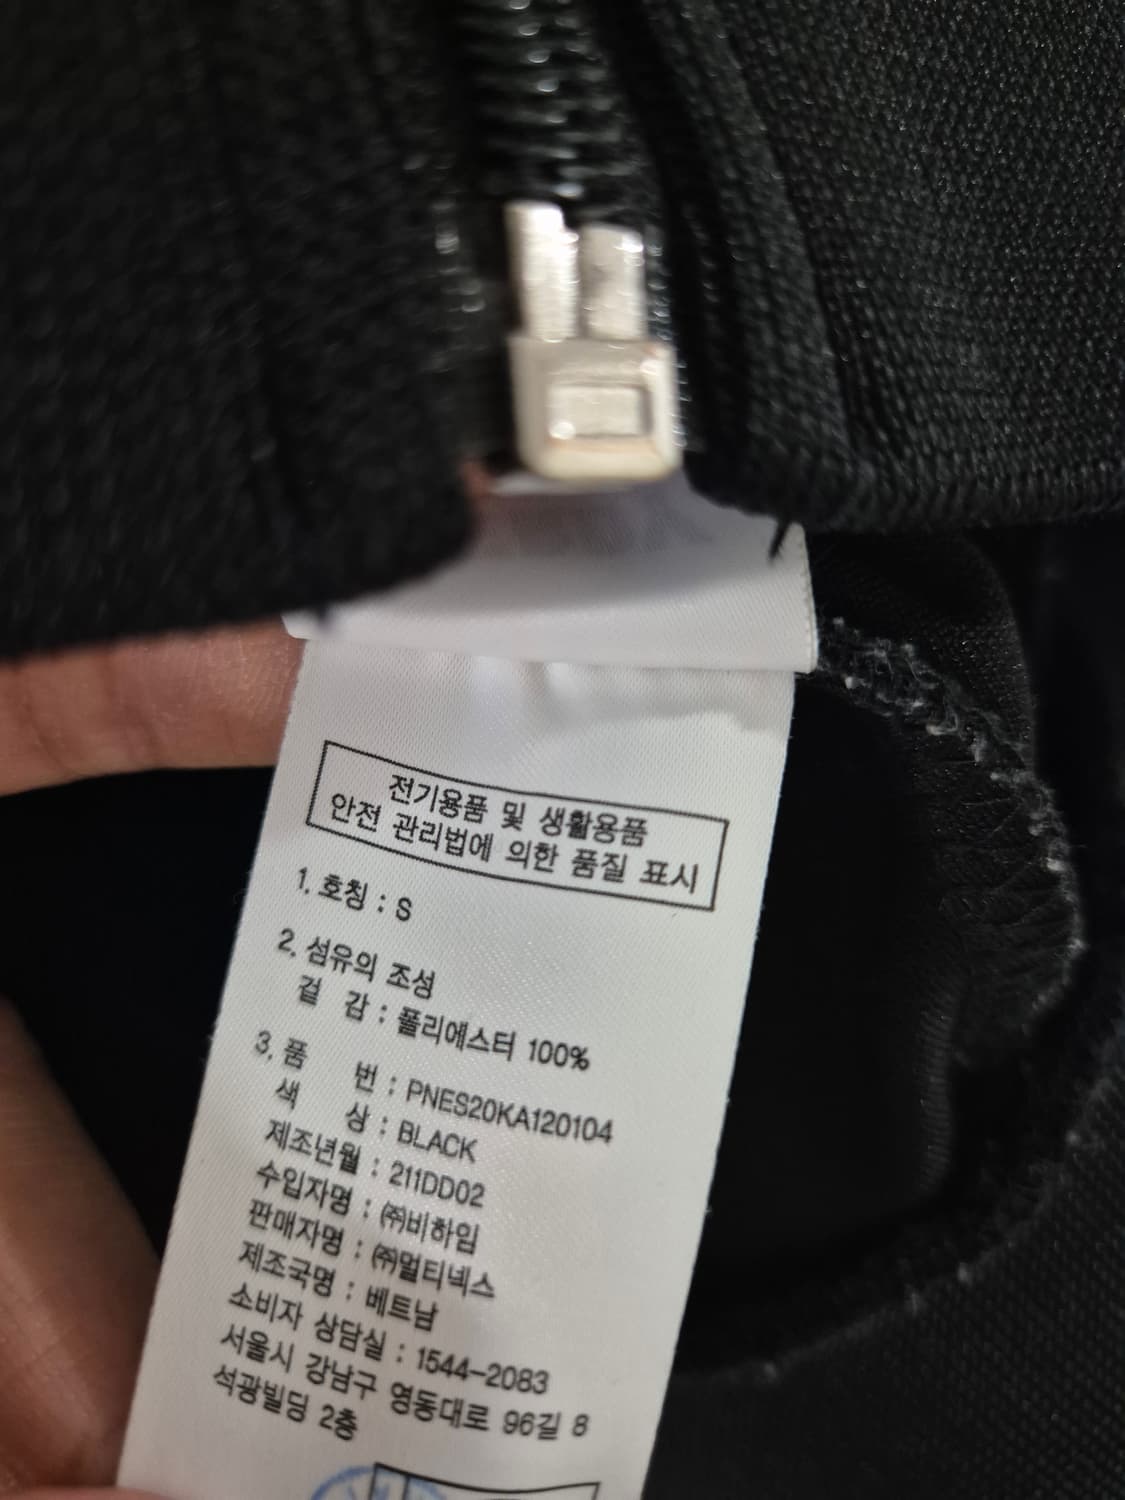 전기용품 및 생활용품
안전 관리법에 의한 품질 표시
1. 호칭 : S
2. 섬유의 조성
겉 감 : 폴리에스터 100%
3. 품 번 : PNES20KA120104
색 상 : BLACK
제조년월 : 211DD02
수입자명 : ㈜비하임
판매자명 : ㈜멀티넥스
제조국명 : 베트남
소비자 상담실 : 1544-2083
서울시 강남구 영동대로 96길 8
석광빌딩 2층